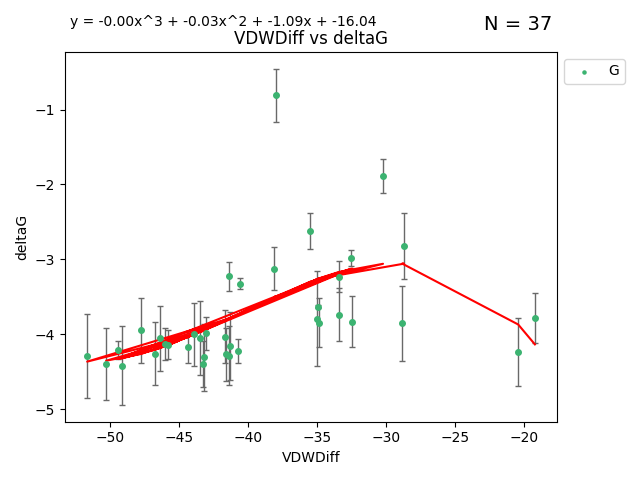 y = -0.00x^3 + -0.03x^2 + -1.09x + -16.04
N = 37
VDWDiff vs deltaG
G
deltaG
−1
−2
−3
−4
−5
−50 −45 −40 −35 −30 −25 −20
VDWDiff